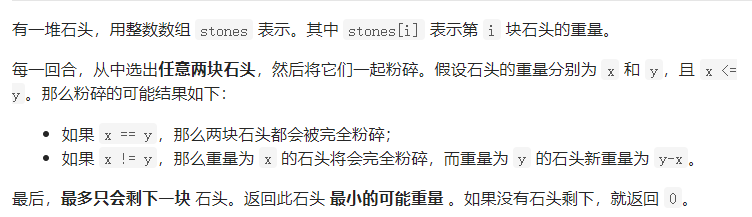 有一堆石头，用整数数组 stones 表示。其中 stones[i] 表示第 i 块石头的重量。
每一回合，从中选出任意两块石头，然后将它们一起粉碎。假设石头的重量分别为 x 和 y，且 x <=
y。那么粉碎的可能结果如下：
• 如果 x == y，那么两块石头都会被完全粉碎；
• 如果 x != y，那么重量为 x 的石头将会完全粉碎，而重量为 y 的石头新重量为 y-x。
最后，最多只会剩下一块 石头。返回此石头 最小的可能重量 。如果没有石头剩下，就返回 0。